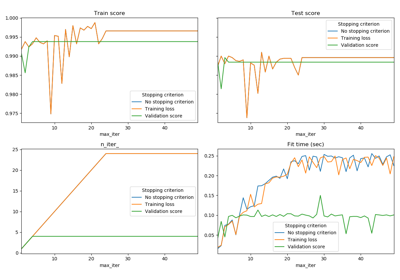 Train score
1.000
0.995
0.990
0.985
0.980
0.975
Stopping criterion
No stopping criterion
Training loss
Validation score
10
20
30
40
max_iter
Test score
Stopping criterion
No stopping criterion
Training loss
Validation score
10
20
30
40
max_iter
n_iter_
25
20
15
10
5
0
Stopping criterion
No stopping criterion
Training loss
Validation score
10
20
30
40
max_iter
Fit time (sec)
0.25
0.20
0.15
0.10
0.05
Stopping criterion
No stopping criterion
Training loss
Validation score
10
20
30
40
max_iter